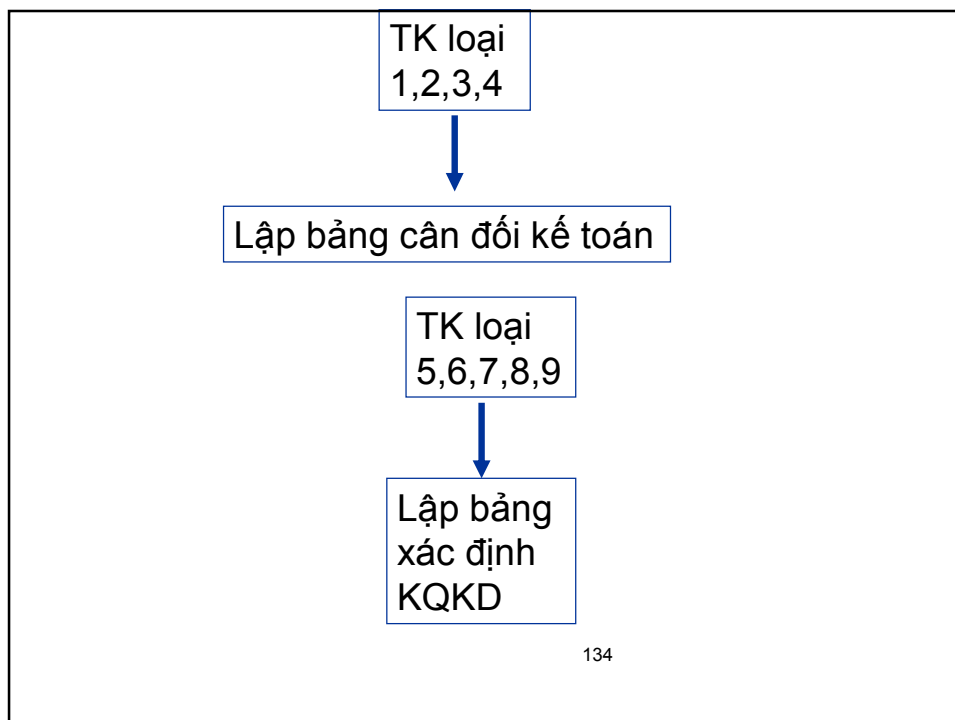 TK loại
1,2,3,4
Lập bảng cân đối kế toán
TK loại
5,6,7,8,9
Lập bảng
xác định
KQKD
134